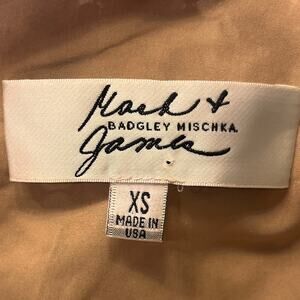 Mark +
BADGLEY MISCHKA
James
XS
MADE IN
USA